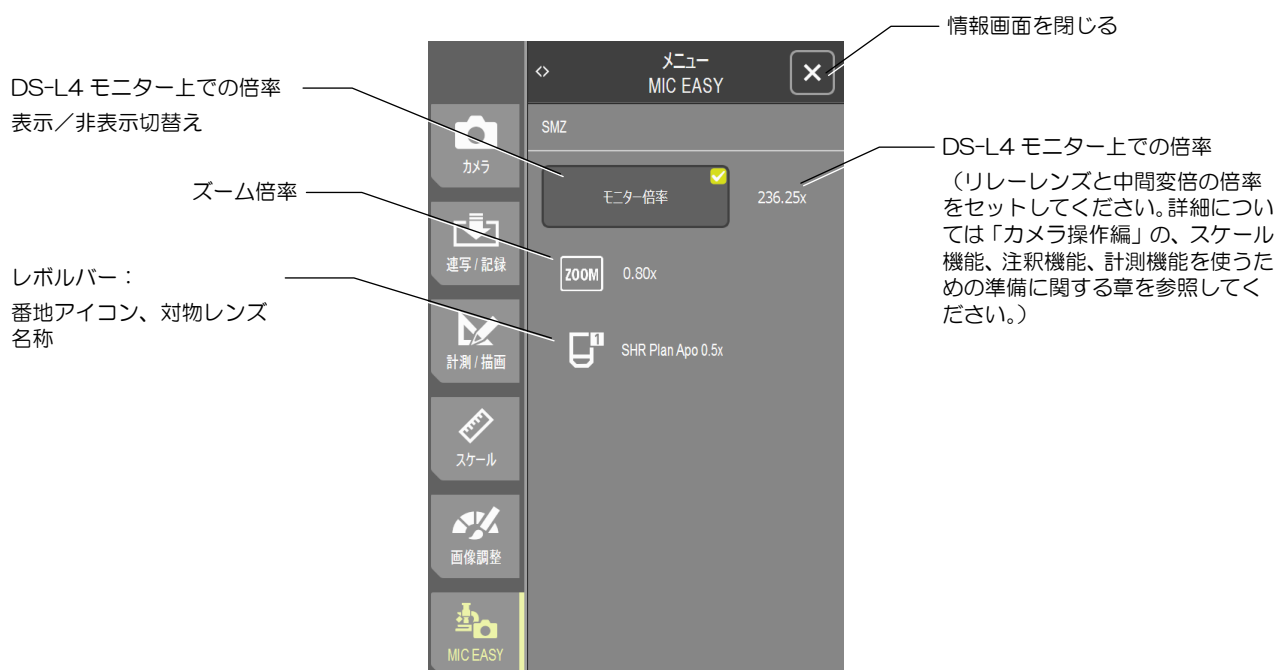 情報画面を閉じる
メニュー
MIC EASY
DS-L4 モニター上での倍率
表示／非表示切替え
ズーム倍率
レボルバー：
番地アイコン、対物レンズ
名称
カメラ
連写 / 記録
計測 / 描画
スケール
画像調整
MIC EASY
SMZ
モニター倍率
236.25x
ZOOM
0.80x
1
SHR Plan Apo 0.5x
DS-L4 モニター上での倍率
（リレーレンズと中間変倍の倍率
をセットしてください。詳細につい
ては「カメラ操作編」の、スケール
機能、注釈機能、計測機能を使うた
めの準備に関する章を参照してく
ださい。）